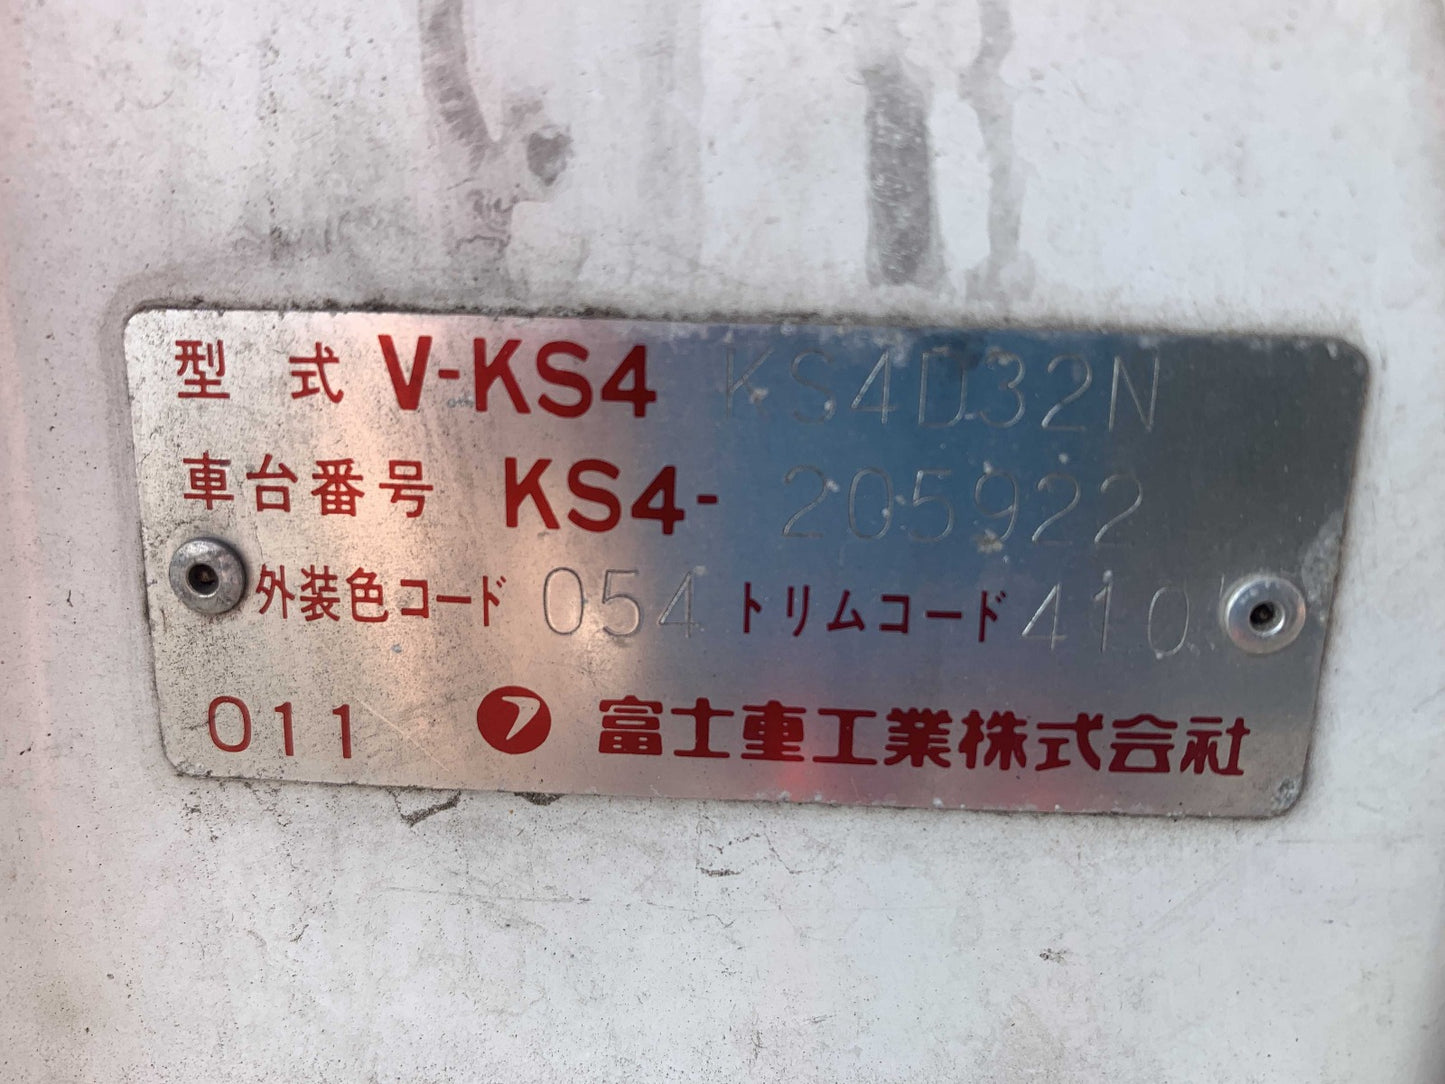 型 式 V-KS4 KS4D32N
車台番号 KS4- 205922
外装色コード 054 トリムコード 410
011 富士重工業株式会社